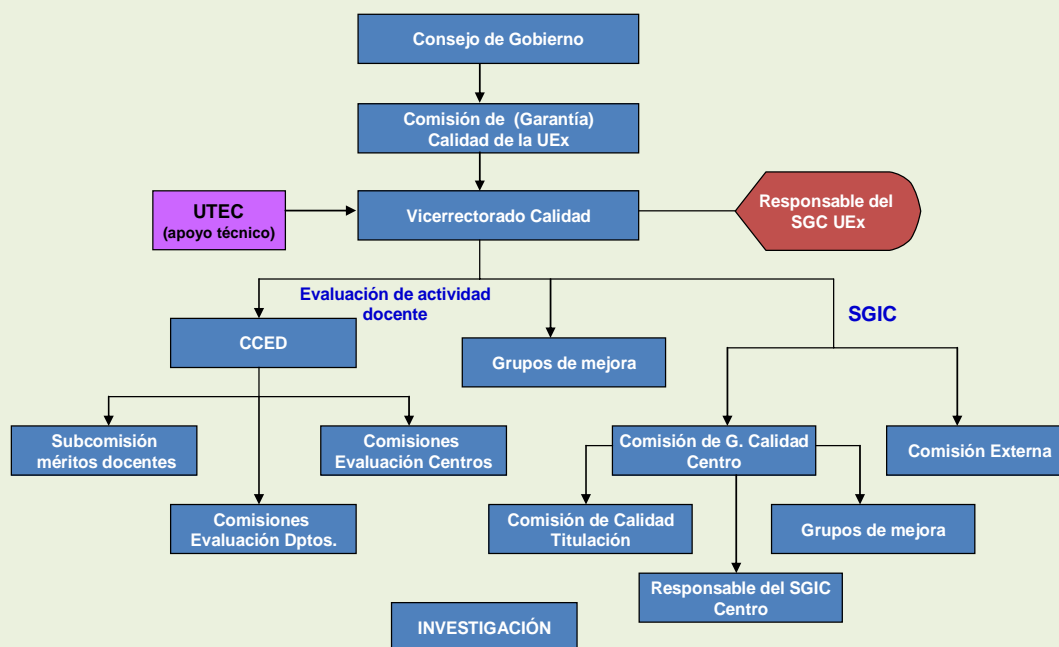 Consejo de Gobierno
Comisión de (Garantía)
Calidad de la UEx
UTEC
(apoyo técnico)
Vicerrectorado Calidad
Responsable del
SGC UEx
Evaluación de actividad
docente
SGIC
CCED
Grupos de mejora
Subcomisión
méritos docentes
Comisiones
Evaluación Centros
Comisión de G. Calidad
Centro
Comisión Externa
Comisiones
Evaluación Dptos.
Comisión de Calidad
Titulación
Grupos de mejora
Responsable del SGIC
Centro
INVESTIGACIÓN